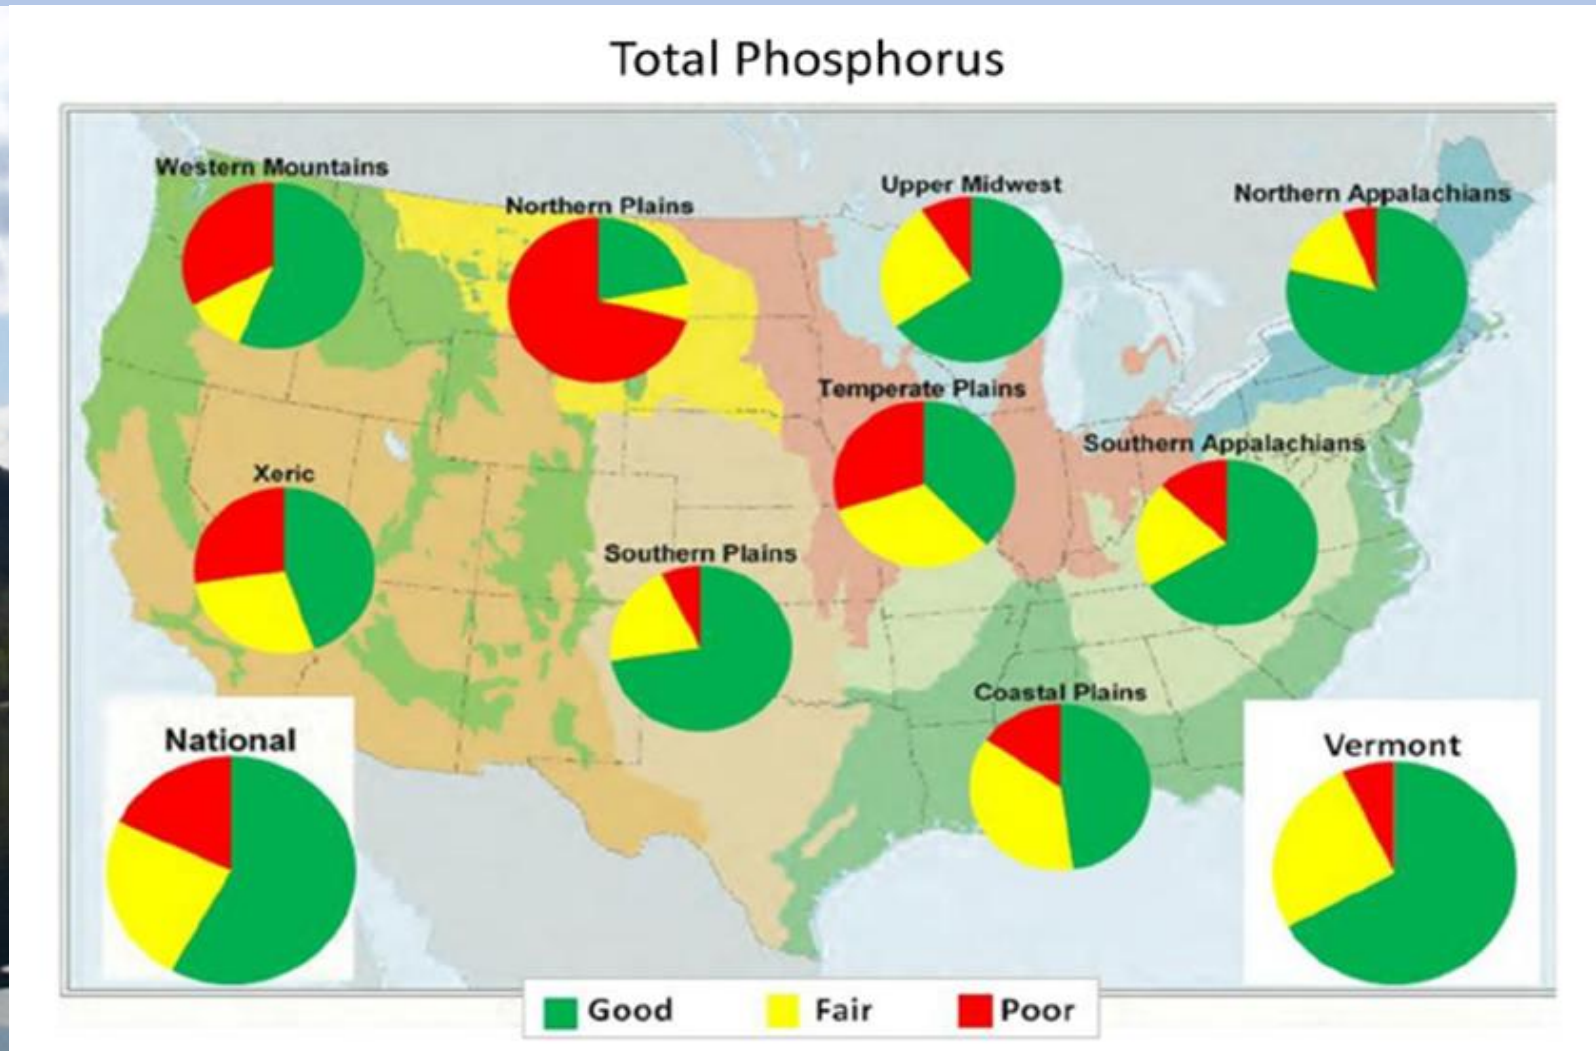 Total Phosphorus
Western Mountains
Northern Plains
Upper Midwest
Northern Appalachians
Temperate Plains
Southern Appalachians
Xeric
Southern Plains
Coastal Plains
National
Vermont
Good
Fair
Poor